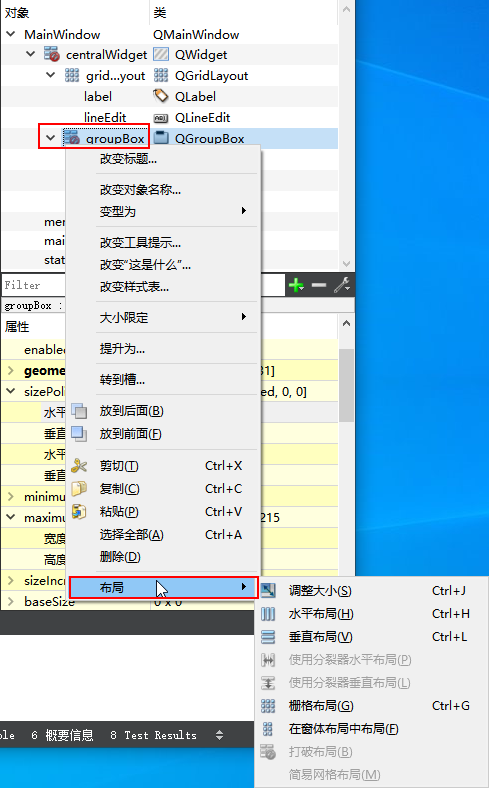 对象 类
MainWindow QMainWindow
centralWidget QWidget
grid...yout QGridLayout
label QLabel
lineEdit QLineEdit
groupBox QGroupBox
改变标题...
改变对象名称...
变型为
改变工具提示...
改变“这是什么”...
改变样式表...
大小限定
提升为...
转到槽...
放到后面(B)
放到前面(F)
剪切(T) Ctrl+X
复制(C) Ctrl+C
粘贴(P) Ctrl+V
选择全部(A) Ctrl+A
删除(D)
布局
men
mai
stat
Filter
groupBox :
属性
enabled
geome 31]
sizePoli ed, 0, 0]
水平
垂直
水平
垂直
minimu
maximu 215
宽度
高度
sizeIncr
baseSize 0 x 0
调整大小(S) Ctrl+J
水平布局(H) Ctrl+H
垂直布局(V) Ctrl+L
使用分裂器水平布局(P)
使用分裂器垂直布局(L)
栅格布局(G) Ctrl+G
在窗体布局中布局(F)
打破布局(B)
简易网格布局(M)
ole 6 概要信息 8 Test Results